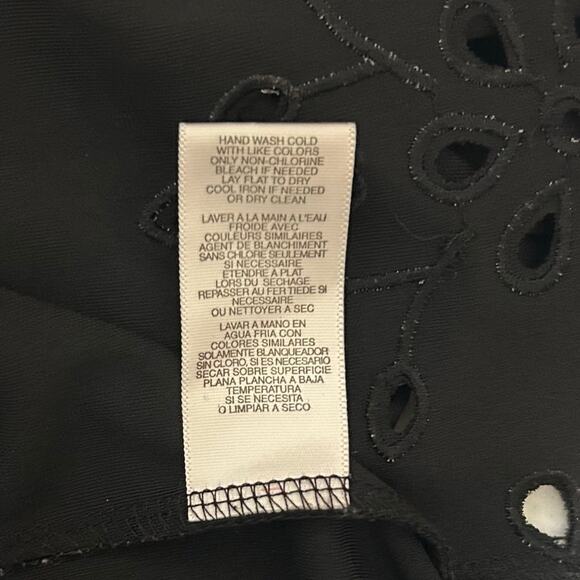 HAND WASH COLD
WITH LIKE COLORS
ONLY NON-CHLORINE
BLEACH IF NEEDED
LAY FLAT TO DRY
COOL IRON IF NEEDED
OR DRY CLEAN
LAVER A LA MAIN A L'EAU
FROIDE AVEC
COULEURS SIMILAIRES
AGENT DE BLANCHIMENT
SANS CHLORE SEULEMENT
SI NECESSAIRE
ETENDRE A PLAT
LORS DU SECHAGE
REPASSER AU FER TIEDE SI
NECESSAIRE
OU NETTOYER A SEC
LAVAR A MANO EN
AGUA FRIA CON
COLORES SIMILARES
SOLAMENTE BLANQUEADOR
SIN CLORO, SI ES NECESARIO
SECAR SOBRE SUPERFICIE
PLANA PLANCHA A BAJA
TEMPERATURA
SI SE NECESITA
O LIMPIAR A SECO